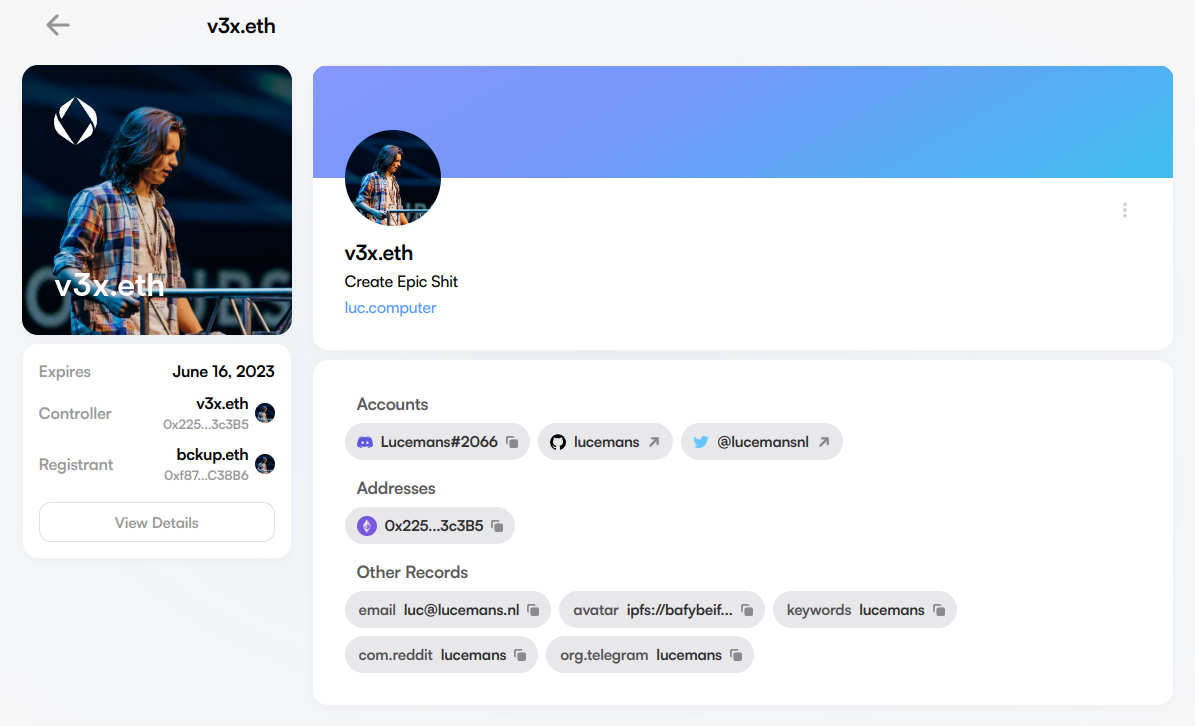 v3x.eth
v3x.eth
Expires June 16, 2023
Controller v3x.eth
0x225...3c3B5
Registrant bckup.eth
0xf87...C38B6
View Details
v3x.eth
Create Epic Shit
luc.computer
Accounts
Lucemans#2066 lucemans @lucemansnl
Addresses
0x225...3c3B5
Other Records
email luc@lucemans.nl avatar ipfs://bafybeif... keywords lucemans
com.reddit lucemans org.telegram lucemans